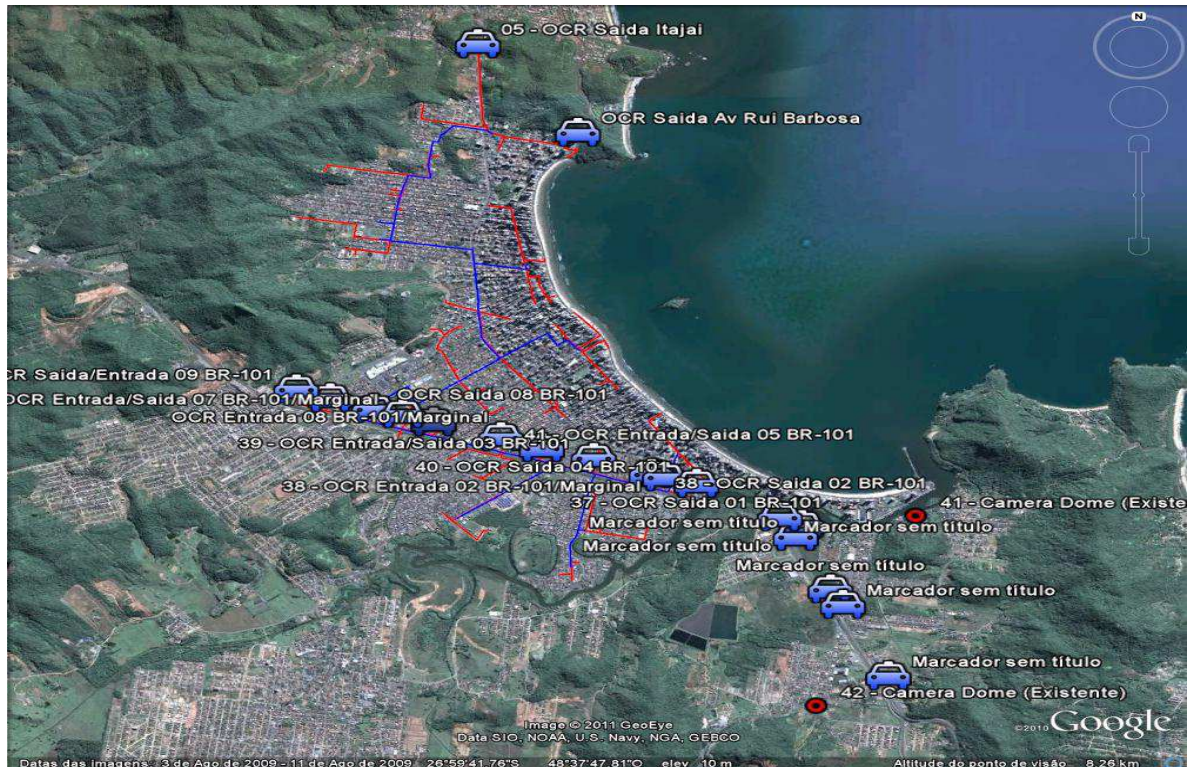 N
05 - OCR Saida Itajai
OCR Saida Av Rui Barbosa
CR Saida/Entrada 09 BR-101
OCR Entrada/Saida 07 BR-101/Marginal
OCR Saida 08 BR-101
OCR Entrada 08 BR-101/Marginal
41 - OCR Entrada/Saida 05 BR-101
39 - OCR Entrada/Saida 03 BR-101
40 - OCR Saída 04 BR-101
38 - OCR Entrada 02 BR-101/Marginal
38 - OCR Saida 02 BR-101
37 - OCR Saida 01 BR-101
41 - Camera Dome (Existe
Marcador sem título
Marcador sem título
Marcador sem título
Marcador sem título
Marcador sem título
Marcador sem título
42 - Camera Dome (Existente)
Image © 2011 GeoEye
Data SIO, NOAA, U.S. Navy, NGA, GEBCO
©2010 Google
Datas das imagens: 3 de Ago de 2009 - 11 de Ago de 2009 26°59'41.76"S 48°37'47.81"O elev 10 m Altitude do ponto de visão 8.26 km